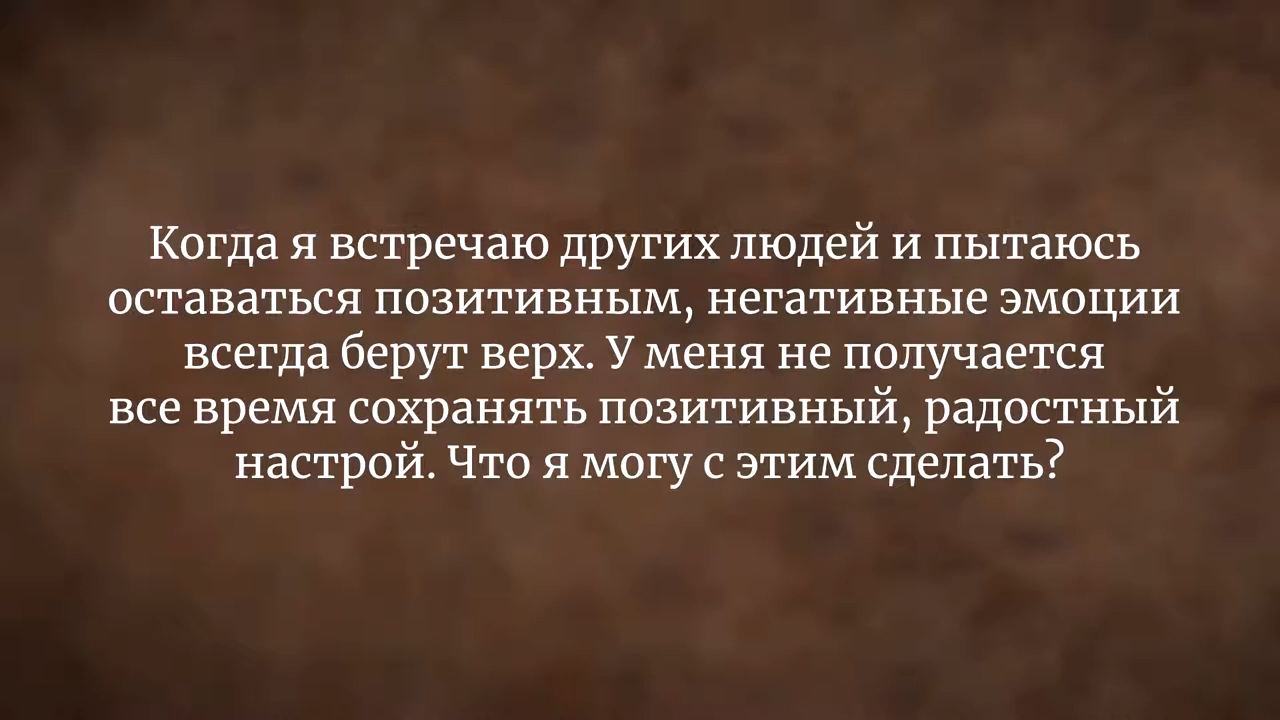 Когда я встречаю других людей и пытаюсь
оставаться позитивным, негативные эмоции
всегда берут верх. У меня не получается
все время сохранять позитивный, радостный
настрой. Что я могу с этим сделать?